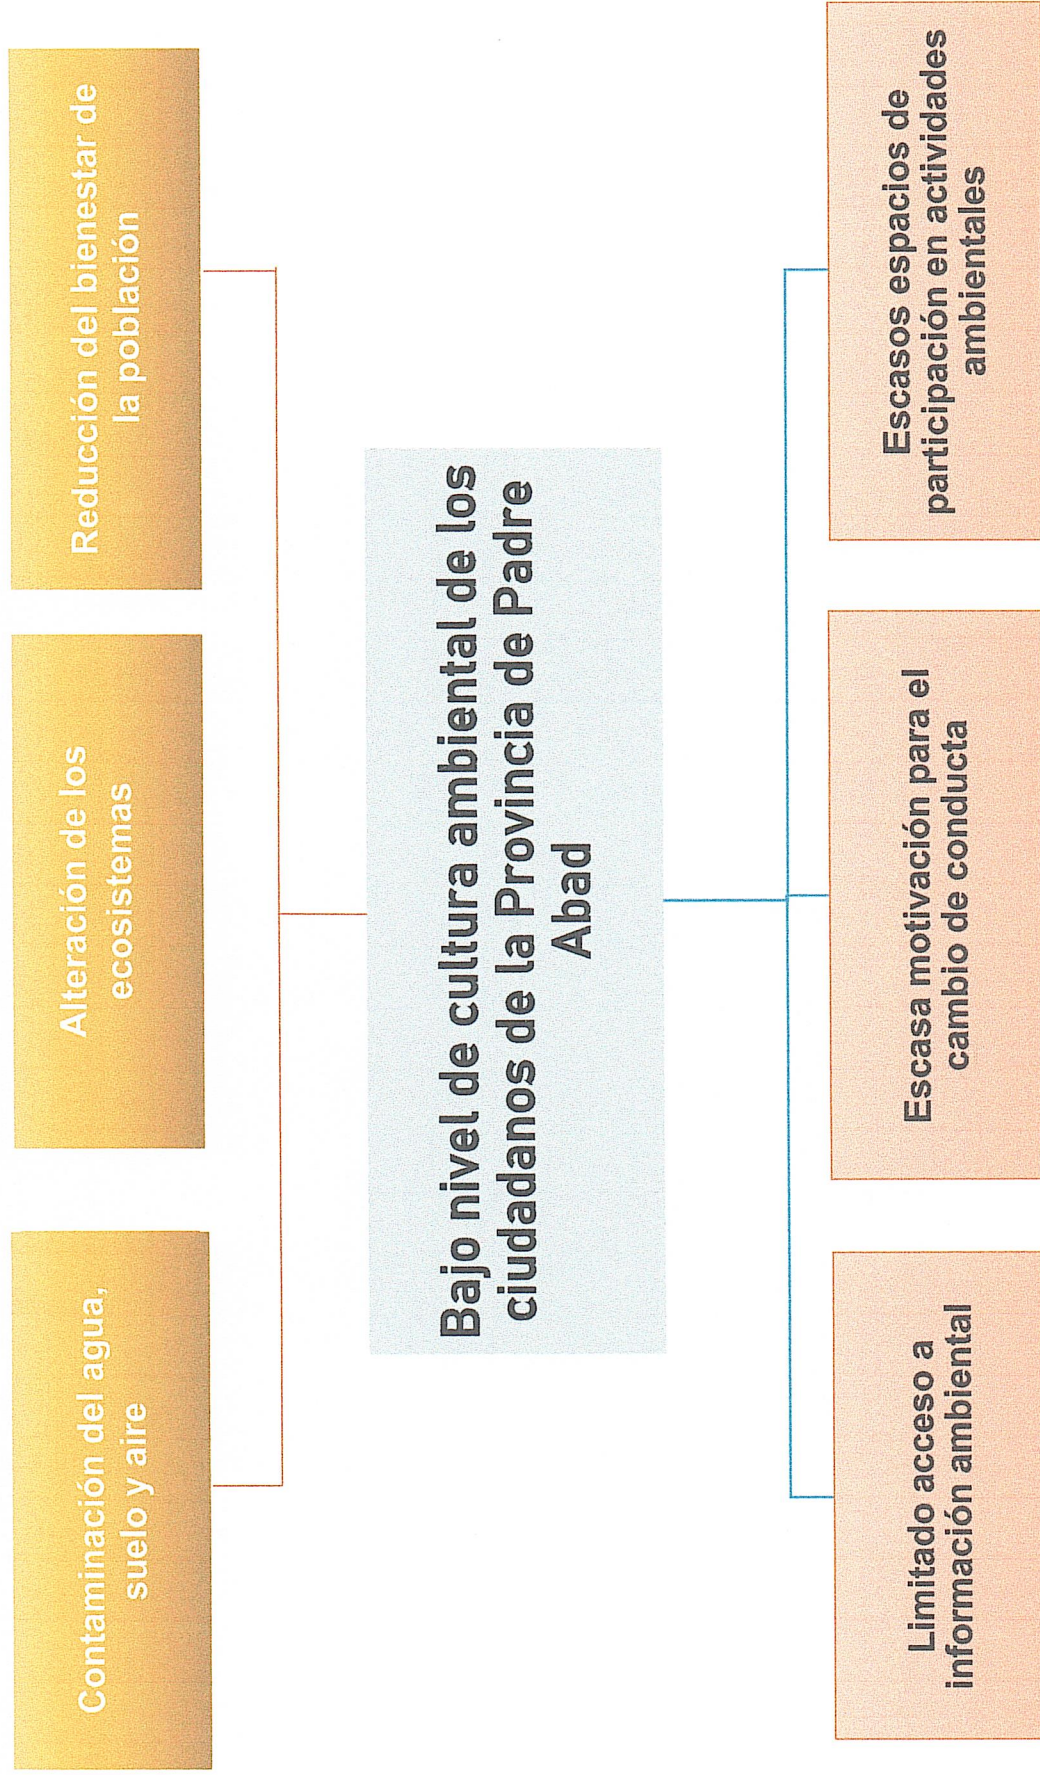 Contaminación del agua,
suelo y aire
Alteración de los
ecosistemas
Reducción del bienestar de
la población
Bajo nivel de cultura ambiental de los
ciudadanos de la Provincia de Padre
Abad
Limitado acceso a
información ambiental
Escasa motivación para el
cambio de conducta
Escasos espacios de
participación en actividades
ambientales